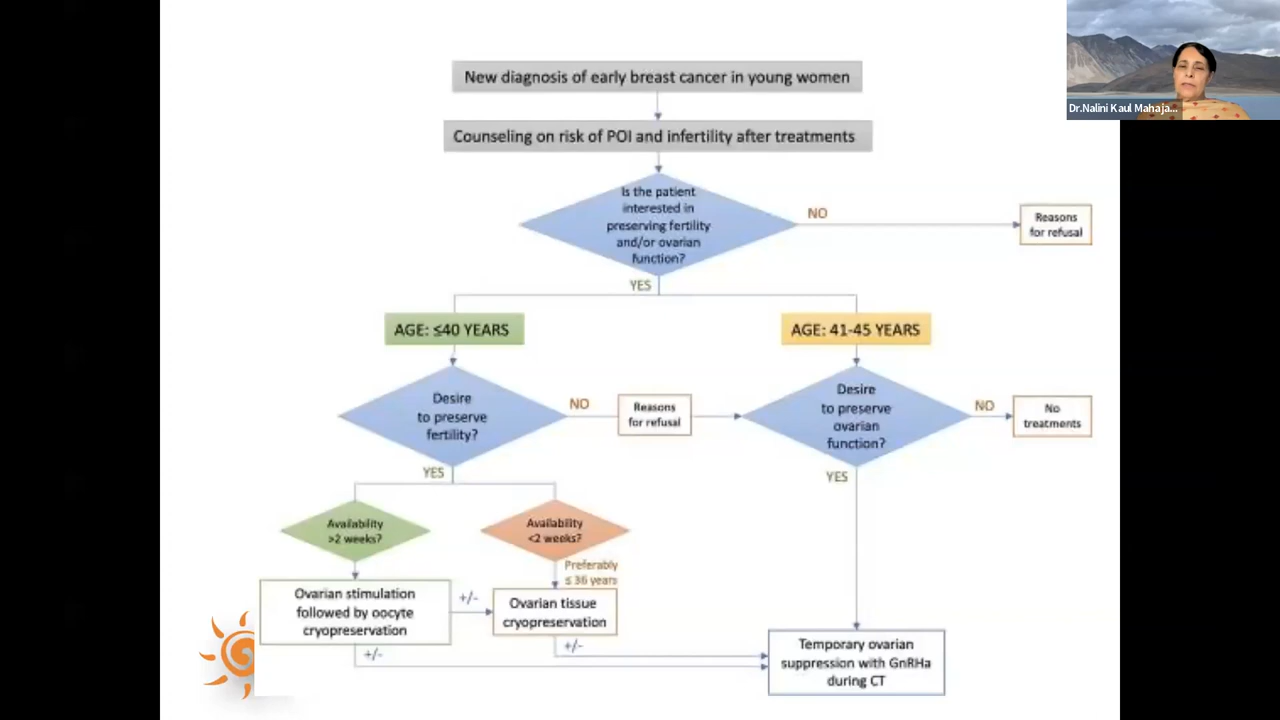 Dr.Nalini Kaul Mahaja...
New diagnosis of early breast cancer in young women
Counseling on risk of POI and infertility after treatments
Is the patient
interested in
preserving fertility
and/or ovarian
function?
NO
Reasons
for refusal
YES
AGE: ≤40 YEARS
AGE: 41-45 YEARS
Desire
to preserve
fertility?
NO
Reasons
for refusal
Desire
to preserve
ovarian
function?
NO
No
treatments
YES
YES
Availability
>2 weeks?
Availability
<2 weeks?
Preferably
≤ 36 years
Ovarian stimulation
followed by oocyte
cryopreservation
+/-
Ovarian tissue
cryopreservation
+/-
+/-
Temporary ovarian
suppression with GnRHa
during CT